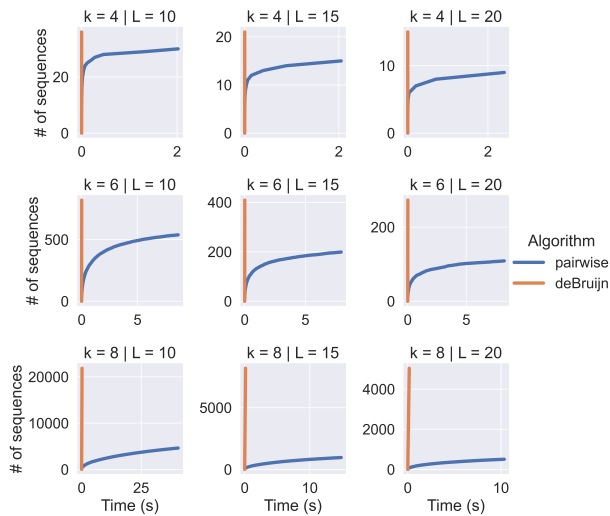 k = 4 | L = 10
k = 4 | L = 15
k = 4 | L = 20
# of sequences
20
0
0
2
20
10
0
0
2
10
0
0
2
k = 6 | L = 10
k = 6 | L = 15
k = 6 | L = 20
# of sequences
500
0
0
5
400
200
0
0
5
200
0
0
5
Algorithm
pairwise
deBruijn
k = 8 | L = 10
k = 8 | L = 15
k = 8 | L = 20
# of sequences
20000
10000
0
0
25
Time (s)
5000
0
0
10
Time (s)
4000
2000
0
0
10
Time (s)